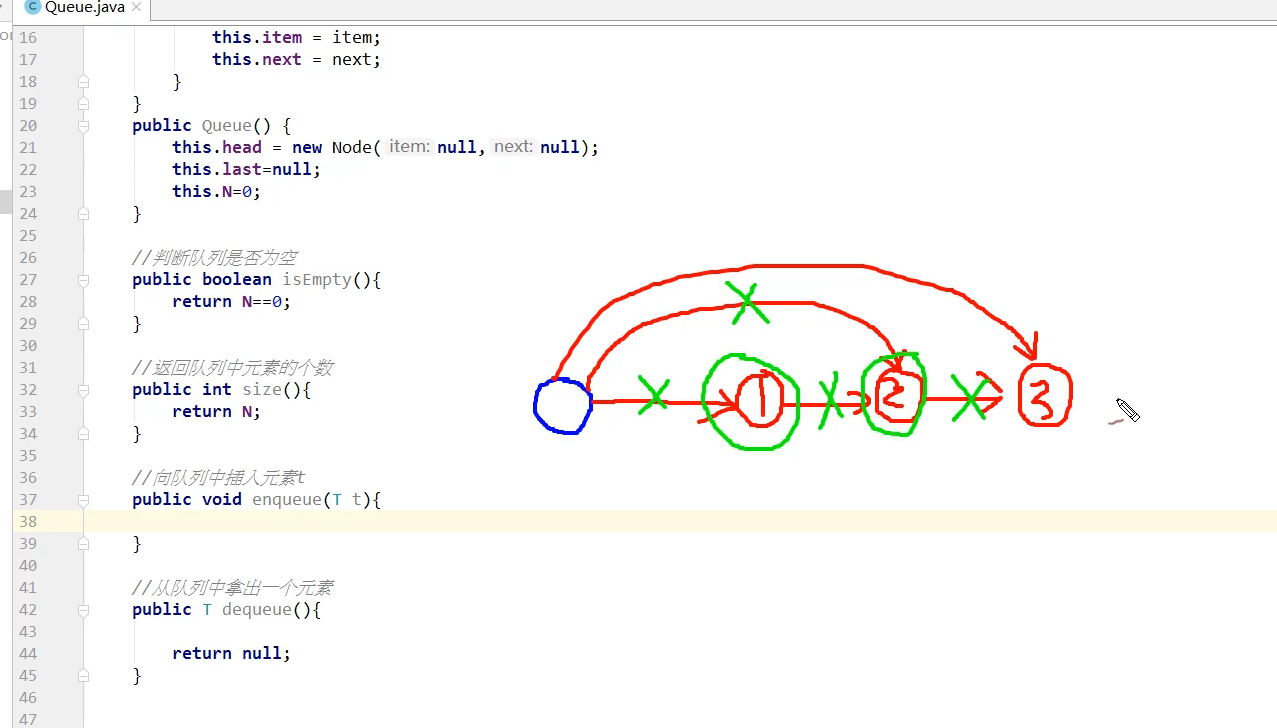 Queue.java
16 this.item = item;
17 this.next = next;
18 }
19 }
20 public Queue() {
21 this.head = new Node( item: null, next: null);
22 this.last=null;
23 this.N=0;
24 }
25
26 //判断队列是否为空
27 public boolean isEmpty(){
28 return N==0;
29 }
30
31 //返回队列中元素的个数
32 public int size(){
33 return N;
34 }
35
36 //向队列中插入元素t
37 public void enqueue(T t){
38
39 }
40
41 //从队列中拿出一个元素
42 public T dequeue(){
43
44 return null;
45 }
46
47
1 2 3